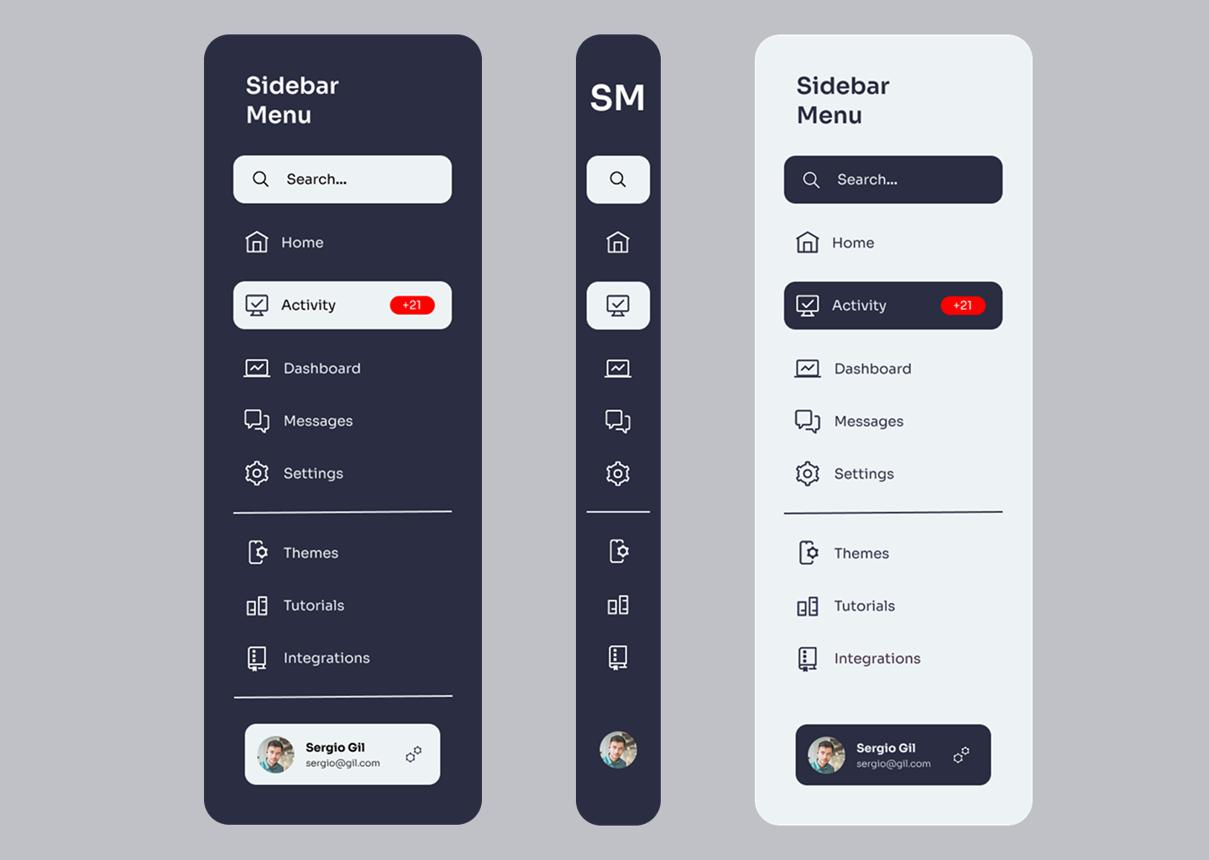 Sidebar
Menu
Search...
Home
Activity +21
Dashboard
Messages
Settings
Themes
Tutorials
Integrations
Sergio Gil
sergio@gil.com
SM
Sidebar
Menu
Search...
Home
Activity +21
Dashboard
Messages
Settings
Themes
Tutorials
Integrations
Sergio Gil
sergio@gil.com